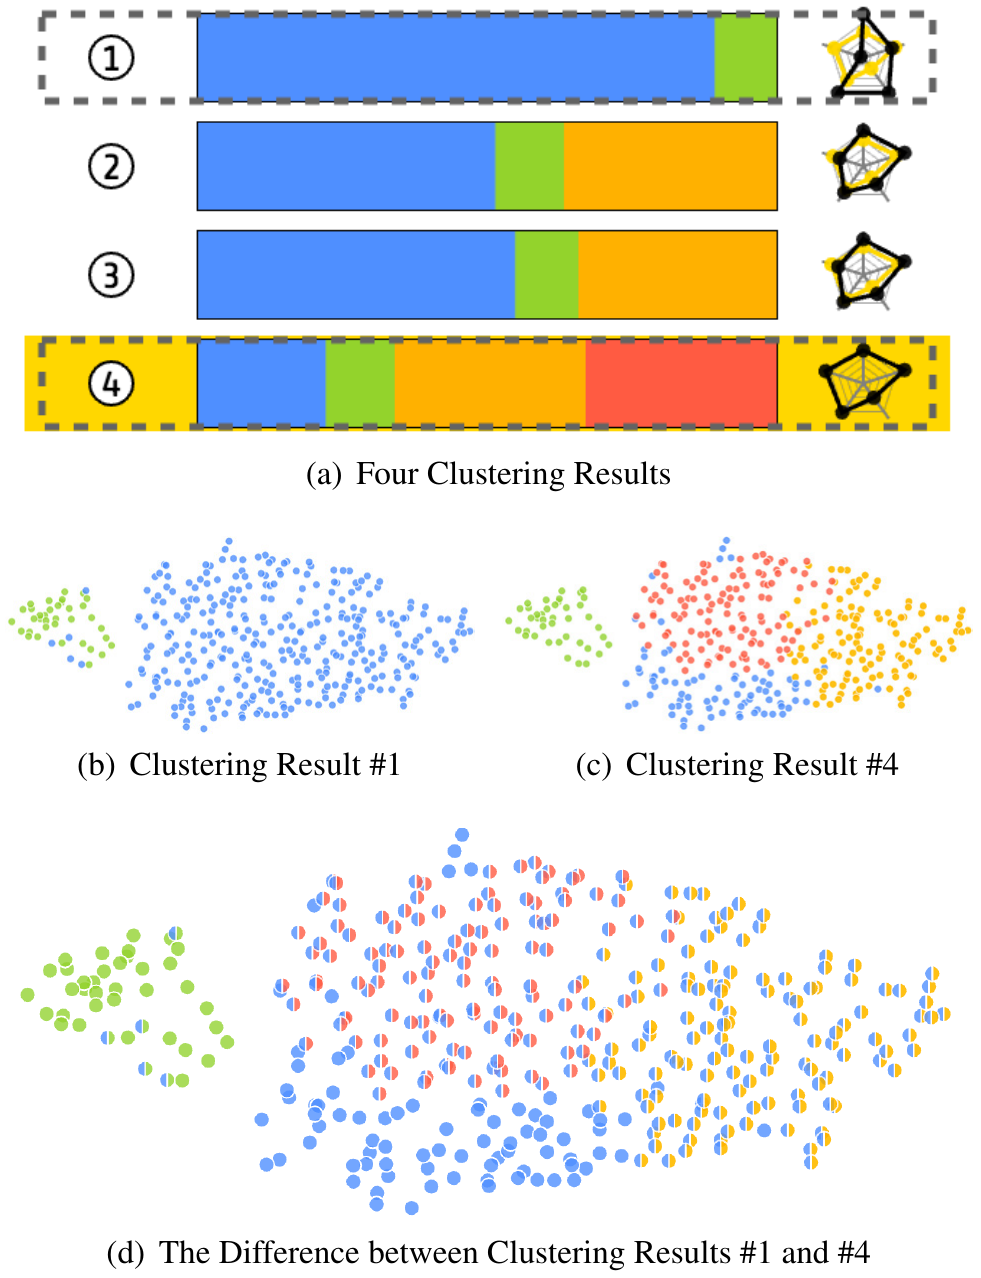 ①
②
③
④
(a) Four Clustering Results
(b) Clustering Result #1
(c) Clustering Result #4
(d) The Difference between Clustering Results #1 and #4